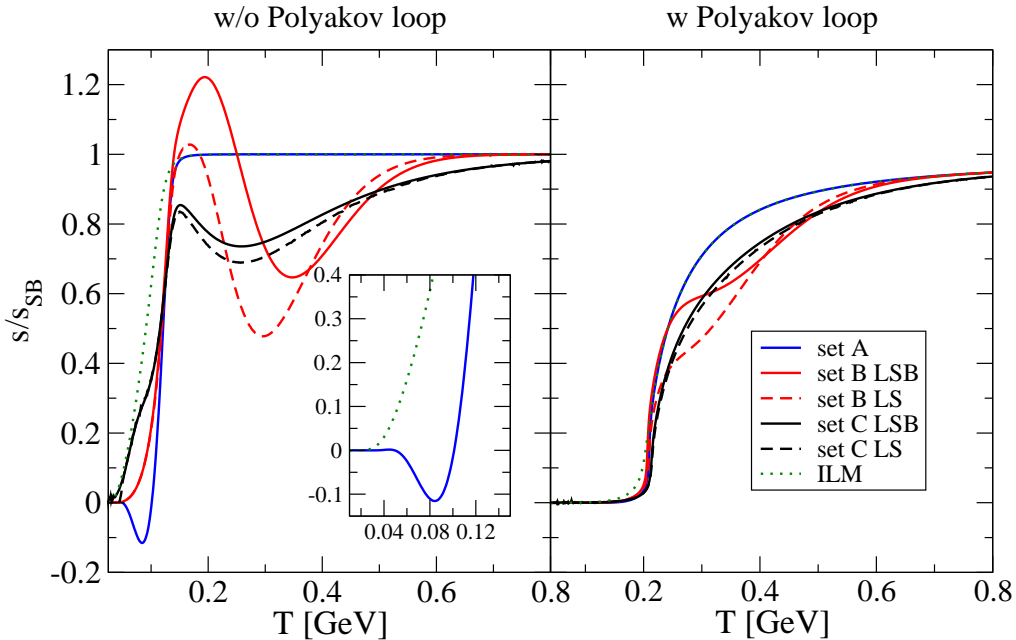 w/o Polyakov loop
w Polyakov loop
s/s_SB
1.2
1
0.8
0.6
0.4
0.2
0
-0.2
0.4
0.3
0.2
0.1
0
-0.1
0.04 0.08 0.12
set A
set B LSB
set B LS
set C LSB
set C LS
ILM
0.2 0.4 0.6 0.8 0.2 0.4 0.6 0.8
T [GeV]
T [GeV]